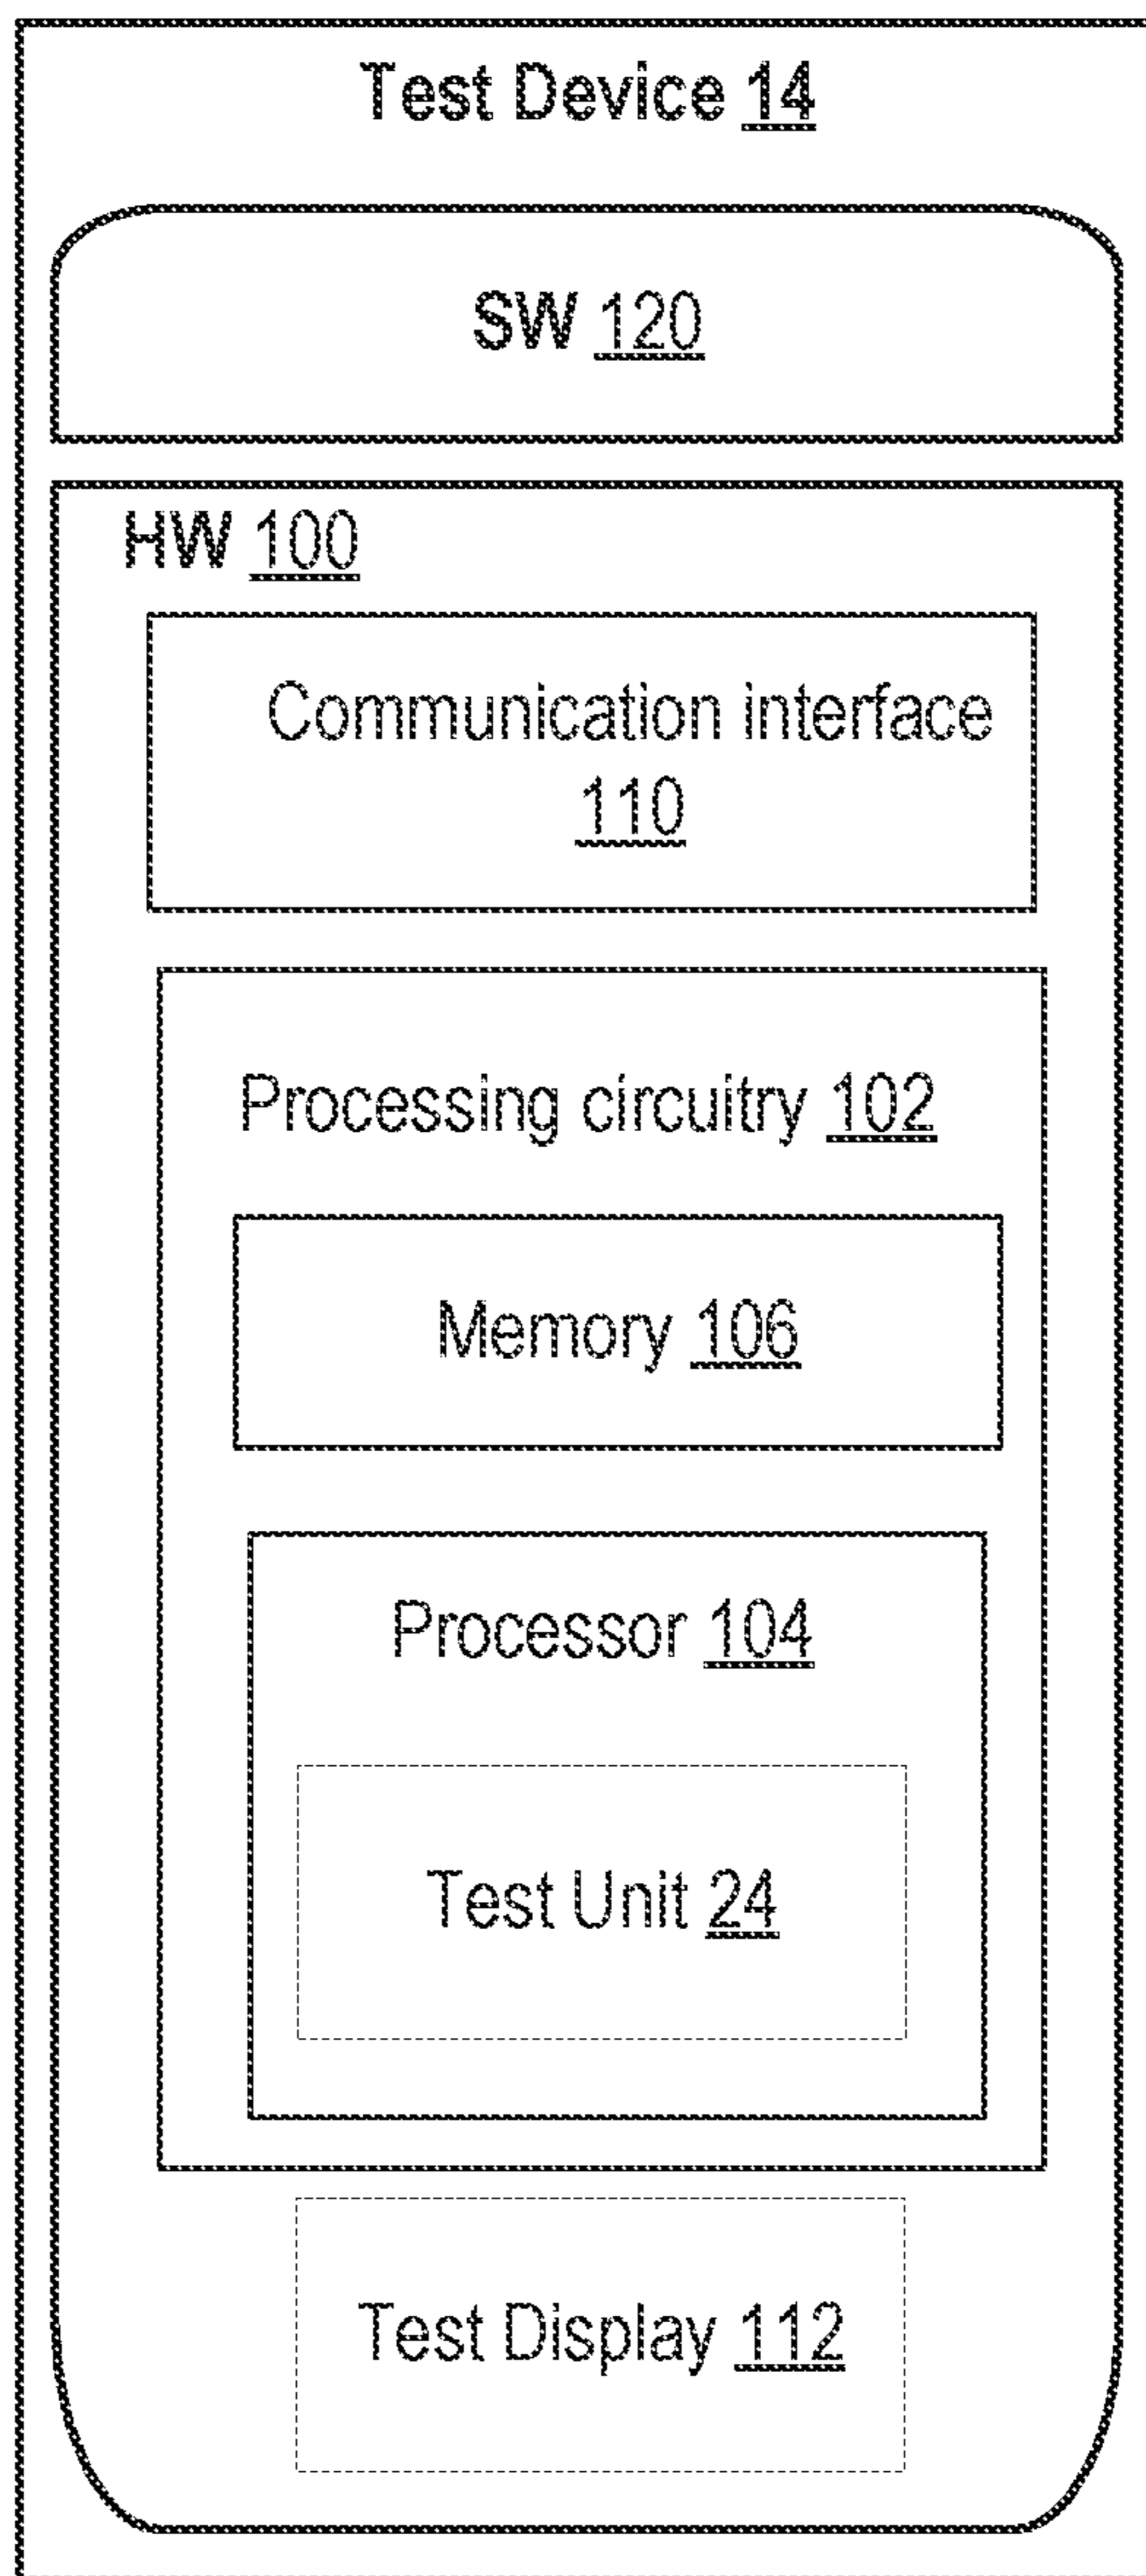 Test Device 14
SW 120
HW 100
Communication interface
110
Processing circuitry 102
Memory 106
Processor 104
Test Unit 24
Test Display 112